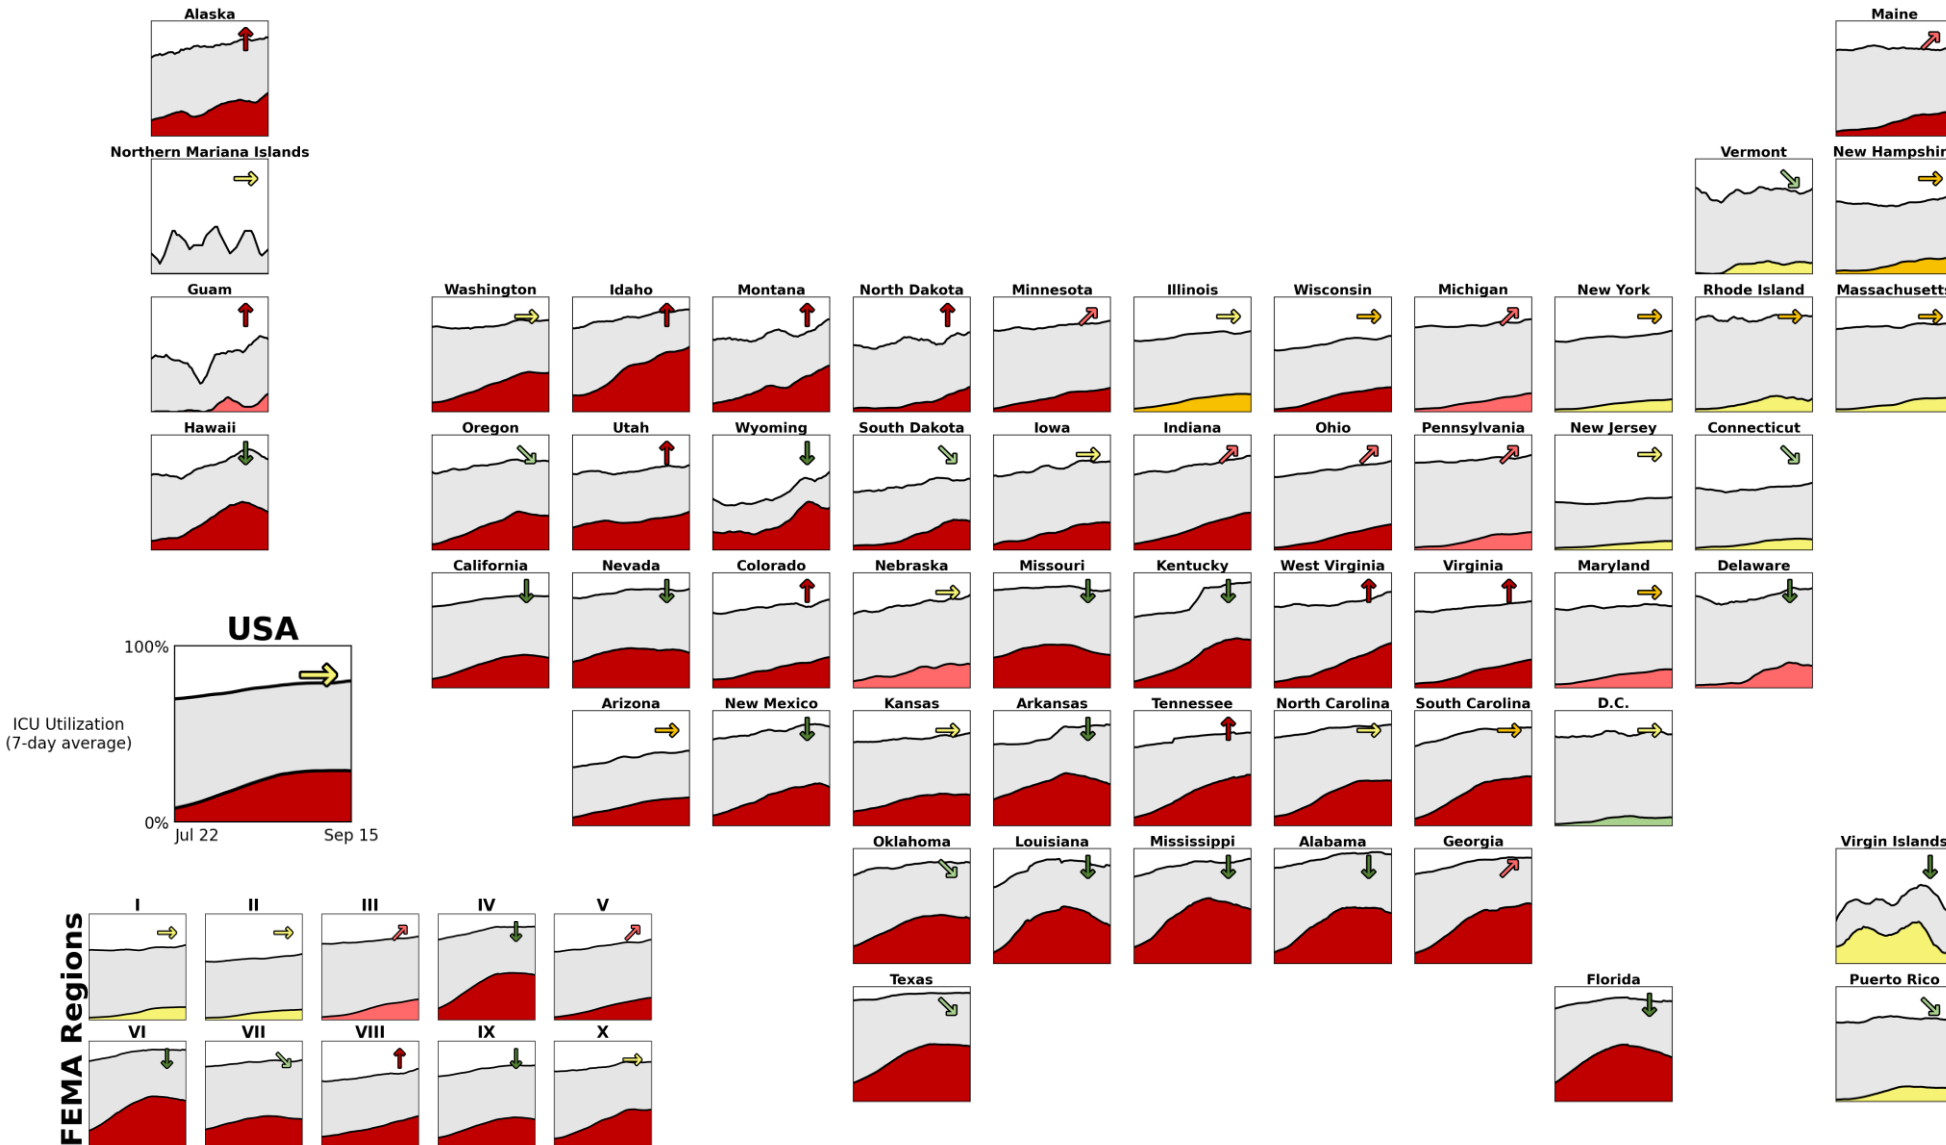 Alaska
Maine
Northern Mariana Islands
Vermont
New Hampshir
Guam
Washington
Idaho
Montana
North Dakota
Minnesota
Illinois
Wisconsin
Michigan
New York
Rhode Island
Massachusetts
Hawaii
Oregon
Utah
Wyoming
South Dakota
Iowa
Indiana
Ohio
Pennsylvania
New Jersey
Connecticut
California
Nevada
Colorado
Nebraska
Missouri
Kentucky
West Virginia
Virginia
Maryland
Delaware
USA
100%
ICU Utilization
(7-day average)
0%
Jul 22
Sep 15
Arizona
New Mexico
Kansas
Arkansas
Tennessee
North Carolina
South Carolina
D.C.
Oklahoma
Louisiana
Mississippi
Alabama
Georgia
Virgin Islands
Texas
Florida
Puerto Rico
FEMA Regions
I
II
III
IV
V
VI
VII
VIII
IX
X